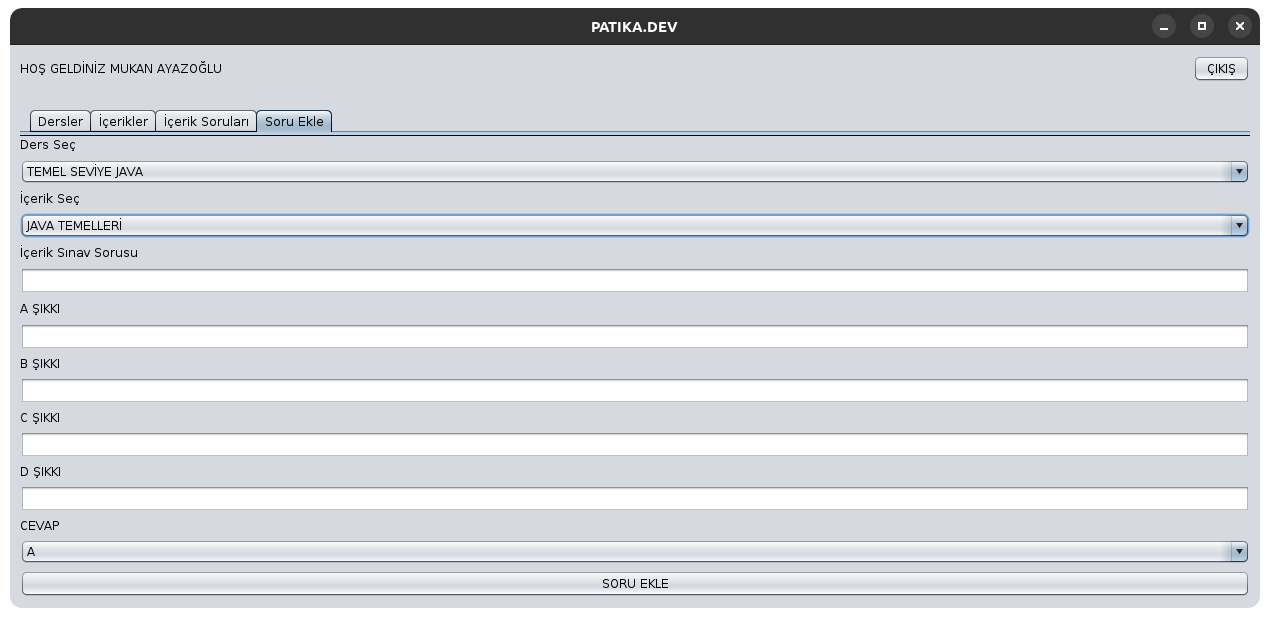 PATIKA.DEV
HOŞ GELDİNİZ MUKAN AYAZOĞLU
ÇIKIŞ
Dersler İçerikler İçerik Soruları Soru Ekle
Ders Seç
TEMEL SEVİYE JAVA
İçerik Seç
JAVA TEMELLERİ
İçerik Sınav Sorusu
A ŞIKKI
B ŞIKKI
C ŞIKKI
D ŞIKKI
CEVAP
A
SORU EKLE